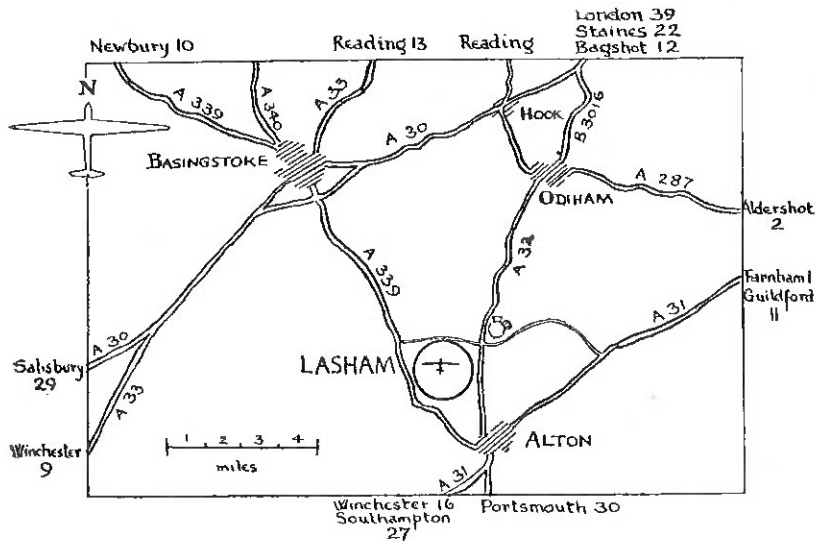 London 39
Staines 22
Newbury 10
Reading 13
Reading
Bagshot 12
N
A 339
A 340
A 33
A 30
HOOK
B 3016
BASINGSTOKE
ODIHAM
A 287
Aldershot
2
A 32
A 339
Farnham 1
Guildford
11
A 31
LASHAM
A 30
Salisbury
29
A 33
Winchester
9
1 2 3 4
miles
ALTON
A 31
Winchester 16
Southampton
27
Portsmouth 30